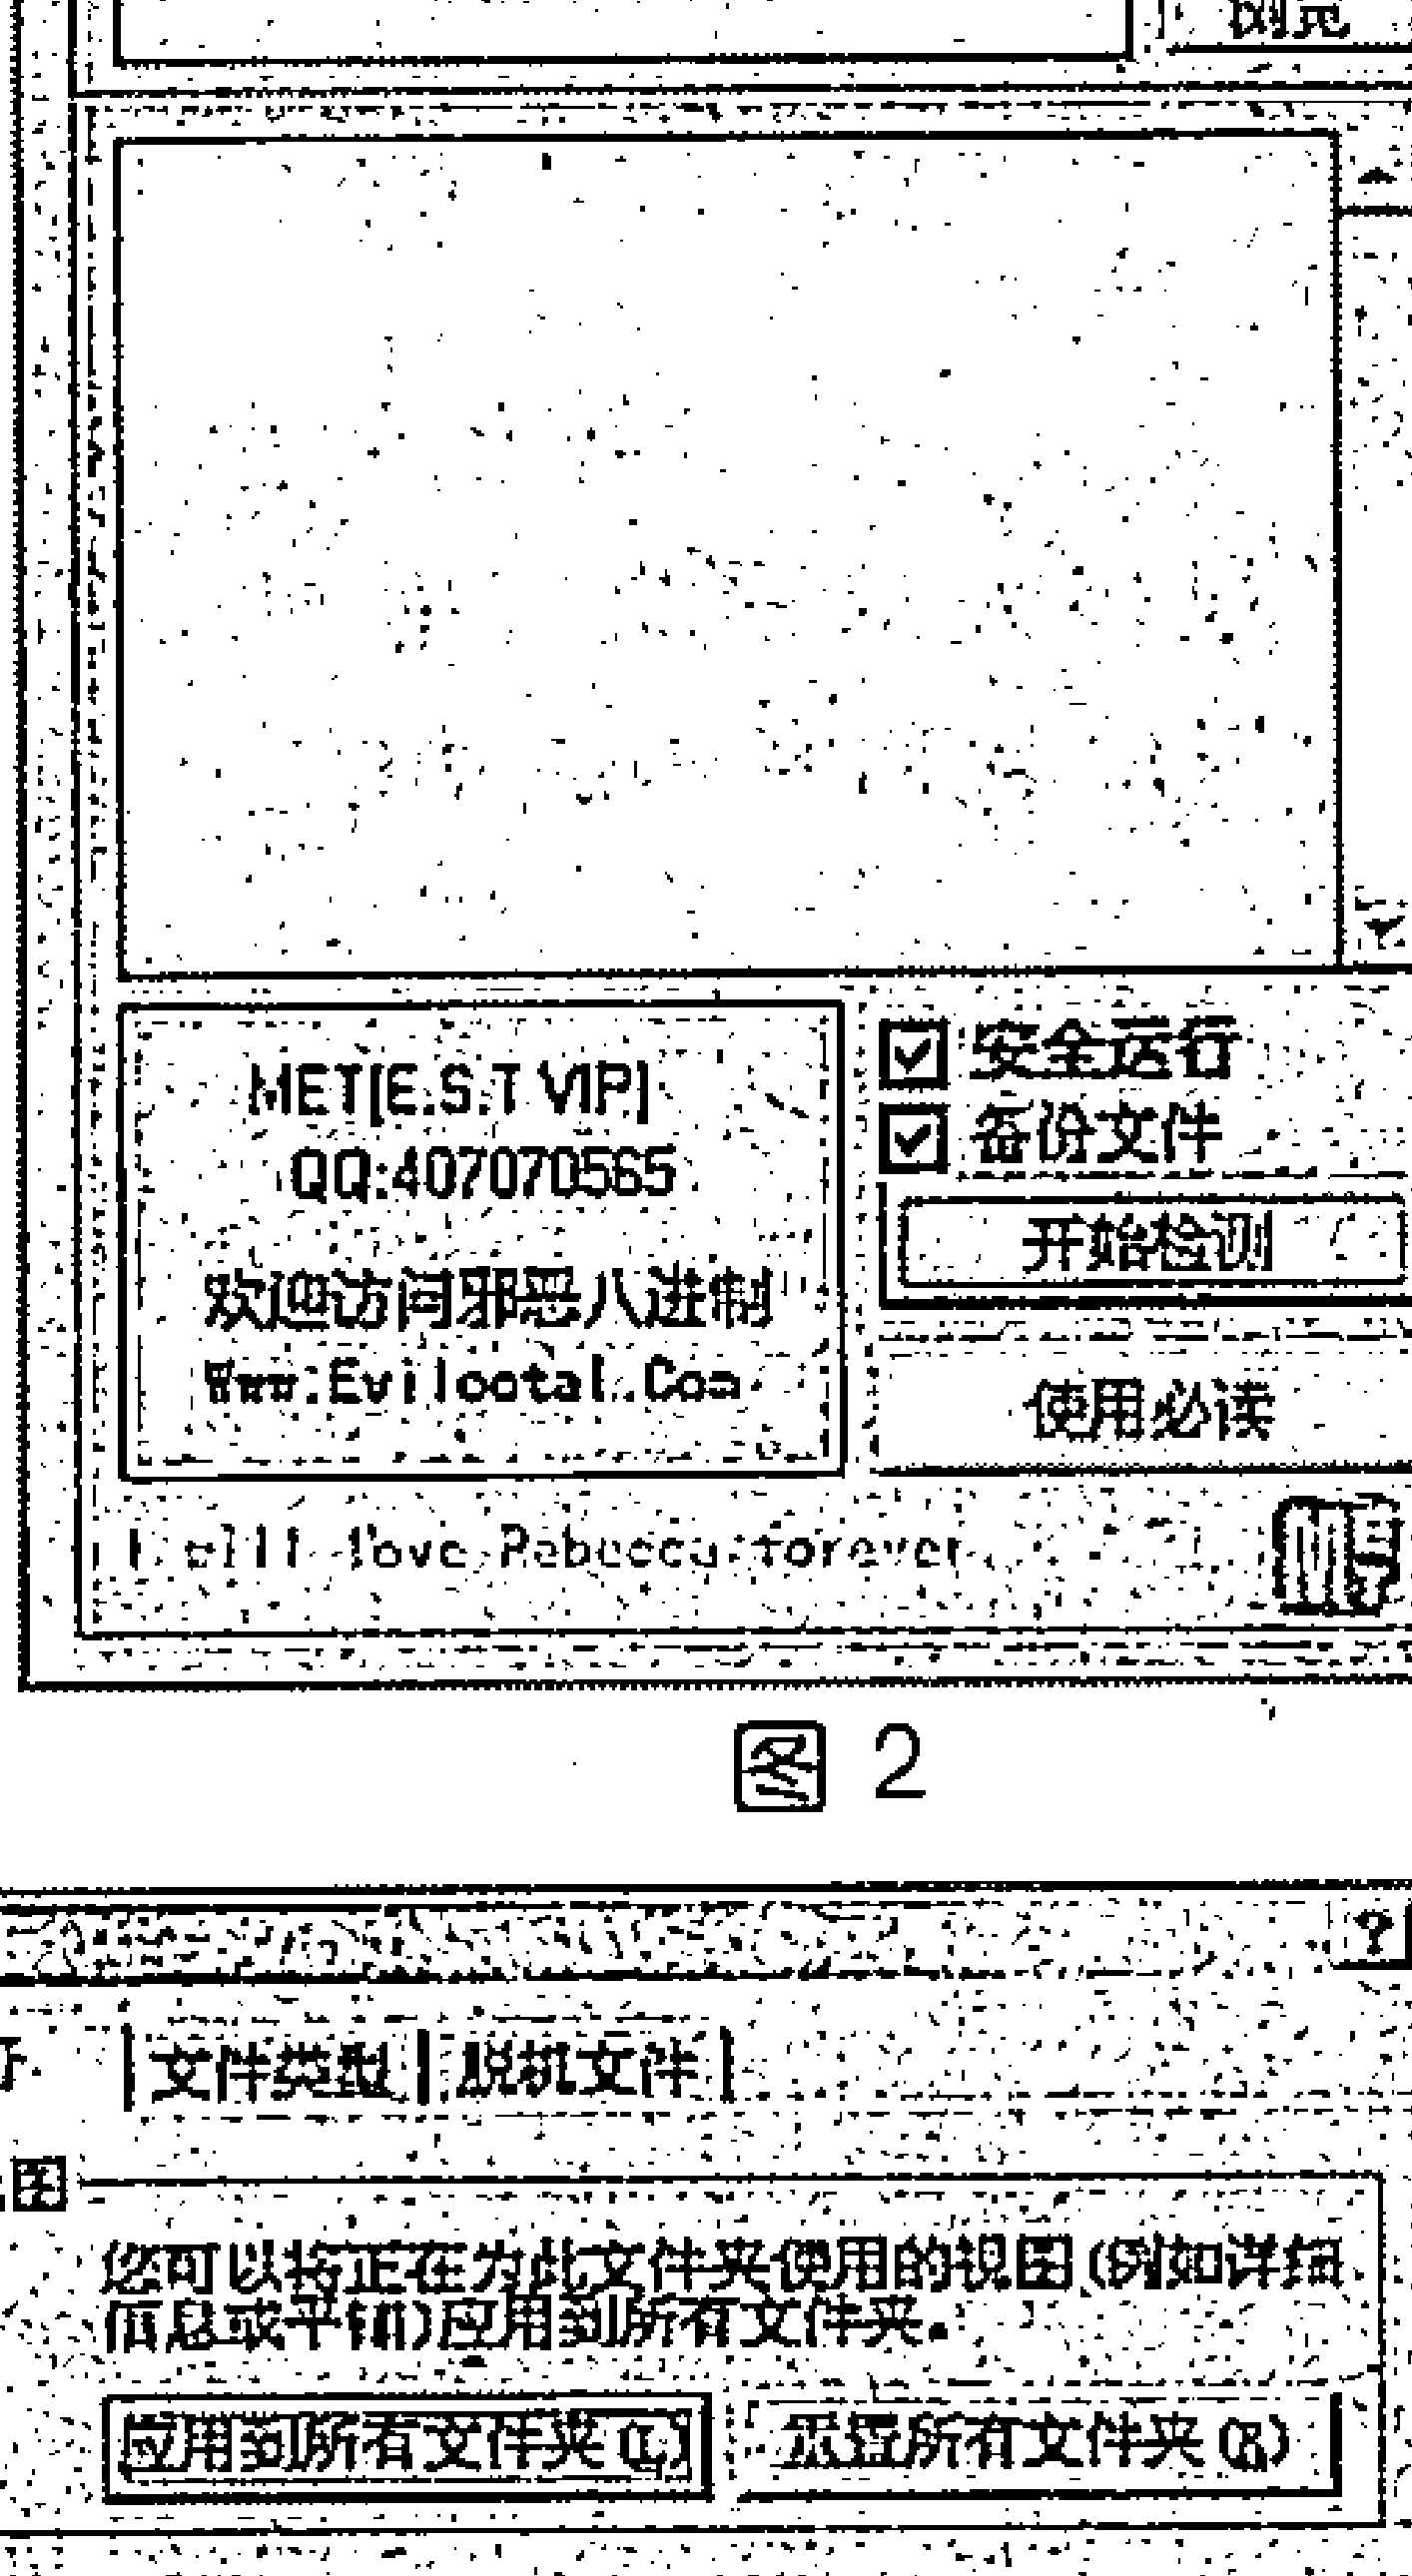 浏览
MET[E.S.T VIP]
QQ:407070565
欢迎访问邪恶八进制
Www.Evilootal.Com
安全运行
备份文件
开始检测
使用必读
I will love Rebecca forever
图 2
?
文件类型 脱机文件
图
您可以将正在为此文件夹使用的视图(例如详细
信息或平铺)应用到所有文件夹。
应用到所有文件夹(L) 重置所有文件夹(R)